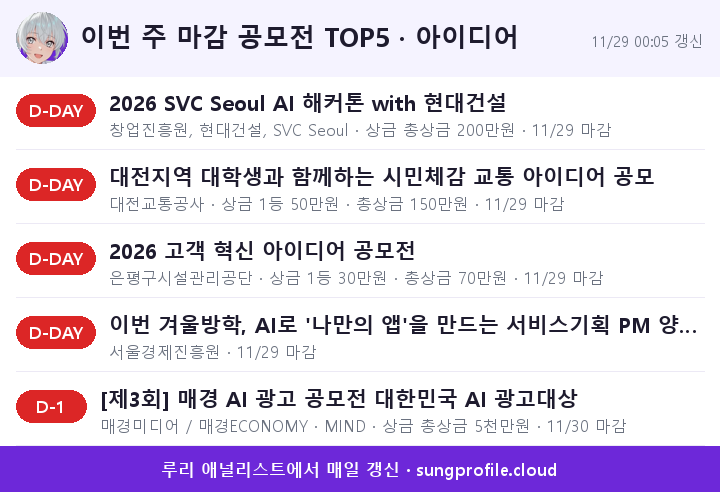 이번 주 마감 공모전 TOP5 · 아이디어
11/29 00:05 갱신
D-DAY
2026 SVC Seoul AI 해커톤 with 현대건설
창업진흥원, 현대건설, SVC Seoul · 상금 총상금 200만원 · 11/29 마감
D-DAY
대전지역 대학생과 함께하는 시민체감 교통 아이디어 공모
대전교통공사 · 상금 1등 50만원 · 총상금 150만원 · 11/29 마감
D-DAY
2026 고객 혁신 아이디어 공모전
은평구시설관리공단 · 상금 1등 30만원 · 총상금 70만원 · 11/29 마감
D-DAY
이번 겨울방학, AI로 '나만의 앱'을 만드는 서비스기획 PM 양...
서울경제진흥원 · 11/29 마감
D-1
[제3회] 매경 AI 광고 공모전 대한민국 AI 광고대상
매경미디어 / 매경ECONOMY · MIND · 상금 총상금 5천만원 · 11/30 마감
루리 애널리스트에서 매일 갱신 · sungprofile.cloud